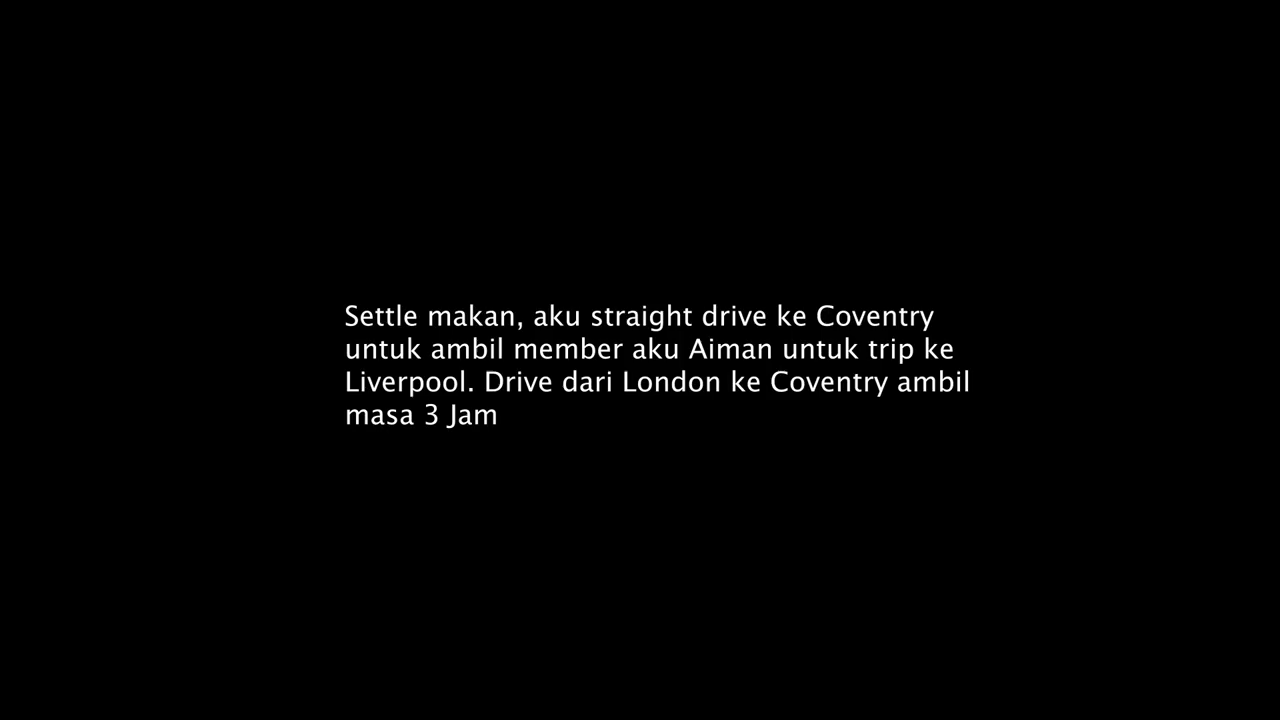 Settle makan, aku straight drive ke Coventry
untuk ambil member aku Aiman untuk trip ke
Liverpool. Drive dari London ke Coventry ambil
masa 3 Jam